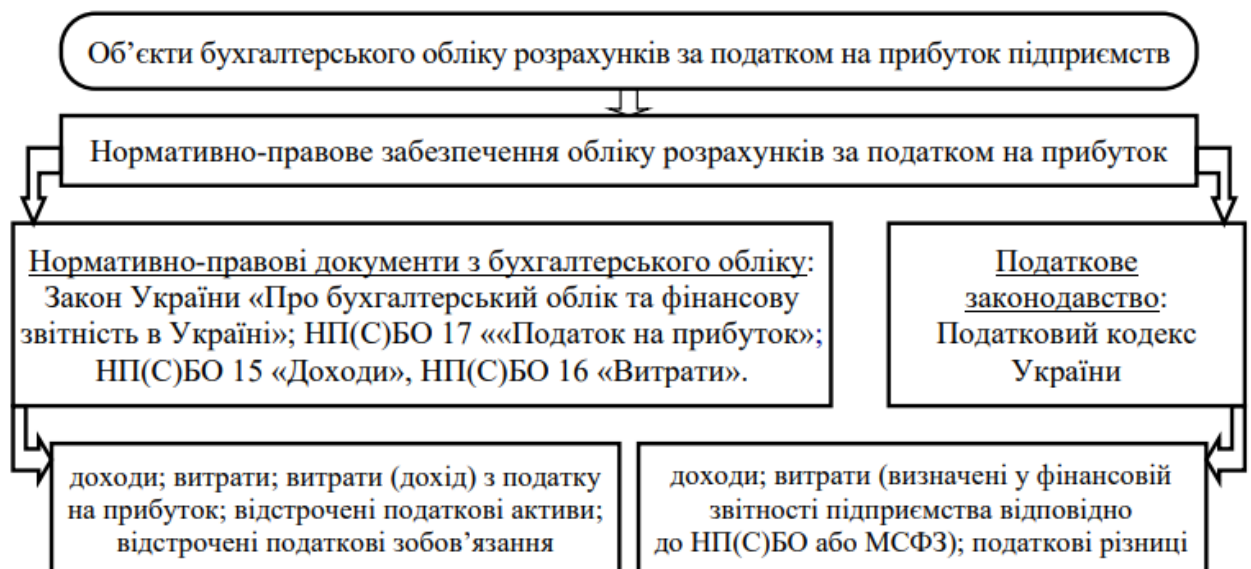 Об’єкти бухгалтерського обліку розрахунків за податком на прибуток підприємств
Нормативно-правове забезпечення обліку розрахунків за податком на прибуток
Нормативно-правові документи з бухгалтерського обліку:
Закон України «Про бухгалтерський облік та фінансову
звітність в Україні»; НП(С)БО 17 ««Податок на прибуток»;
НП(С)БО 15 «Доходи», НП(С)БО 16 «Витрати».
Податкове
законодавство:
Податковий кодекс
України
доходи; витрати; витрати (дохід) з податку
на прибуток; відстрочені податкові активи;
відстрочені податкові зобов’язання
доходи; витрати (визначені у фінансовій
звітності підприємства відповідно
до НП(С)БО або МСФЗ); податкові різниці